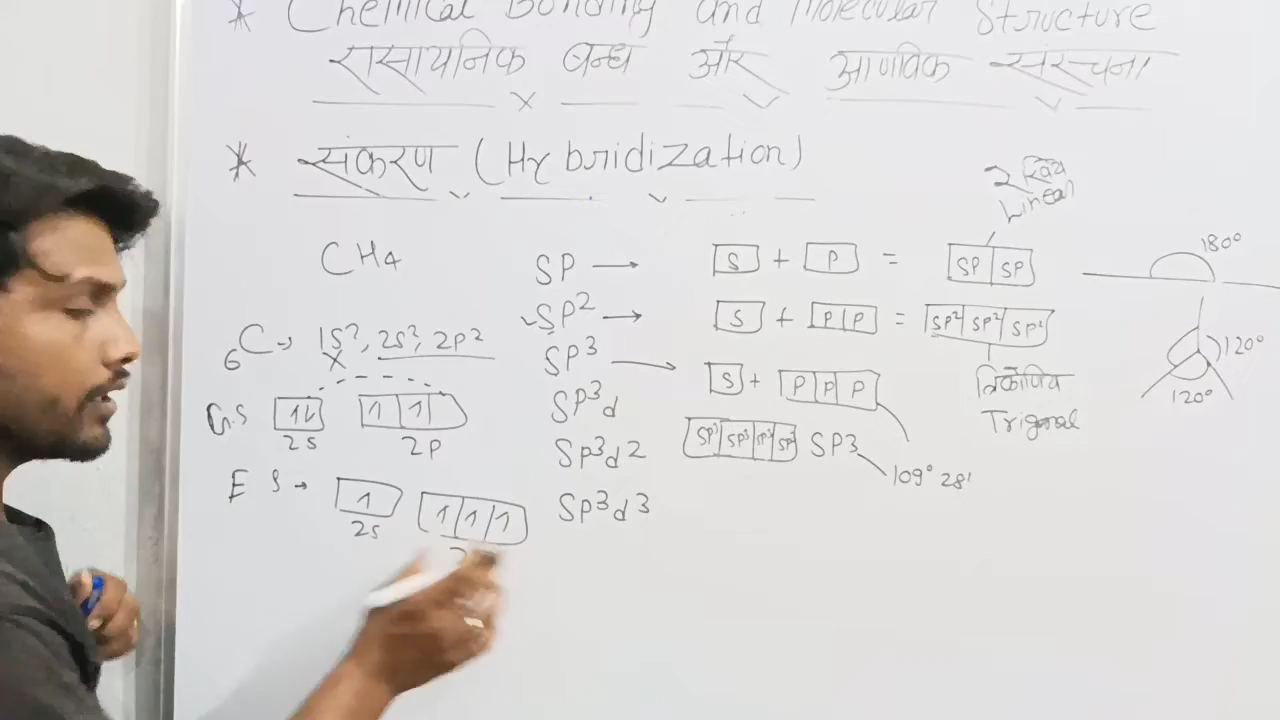 * Chemical Bonding and Molecular Structure
रासायनिक बन्ध और आणविक संरचना
* संकरण (Hybridization)
CH4
6C→ 1S², 2S², 2P²
X
G.S 1L 1 1
2S 2P
E S → 1 1 1 1
2S
SP →
SP² →
SP³ →
SP³d
SP³d2
SP³d3
S + P = SP SP
2 Linear
180°
S + P P = SP² SP² SP²
त्रिकोणिय
Trigonal
120°
120°
S + P P P
SP³ SP³ SP³ SP³ SP3
109° 28'